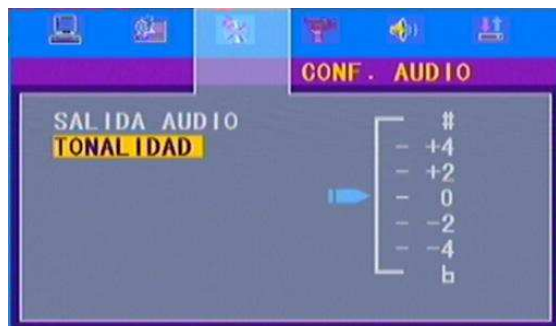 CONF. AUDIO
SALIDA AUDIO
TONALIDAD
#
- +4
- +2
- 0
- -2
- -4
b